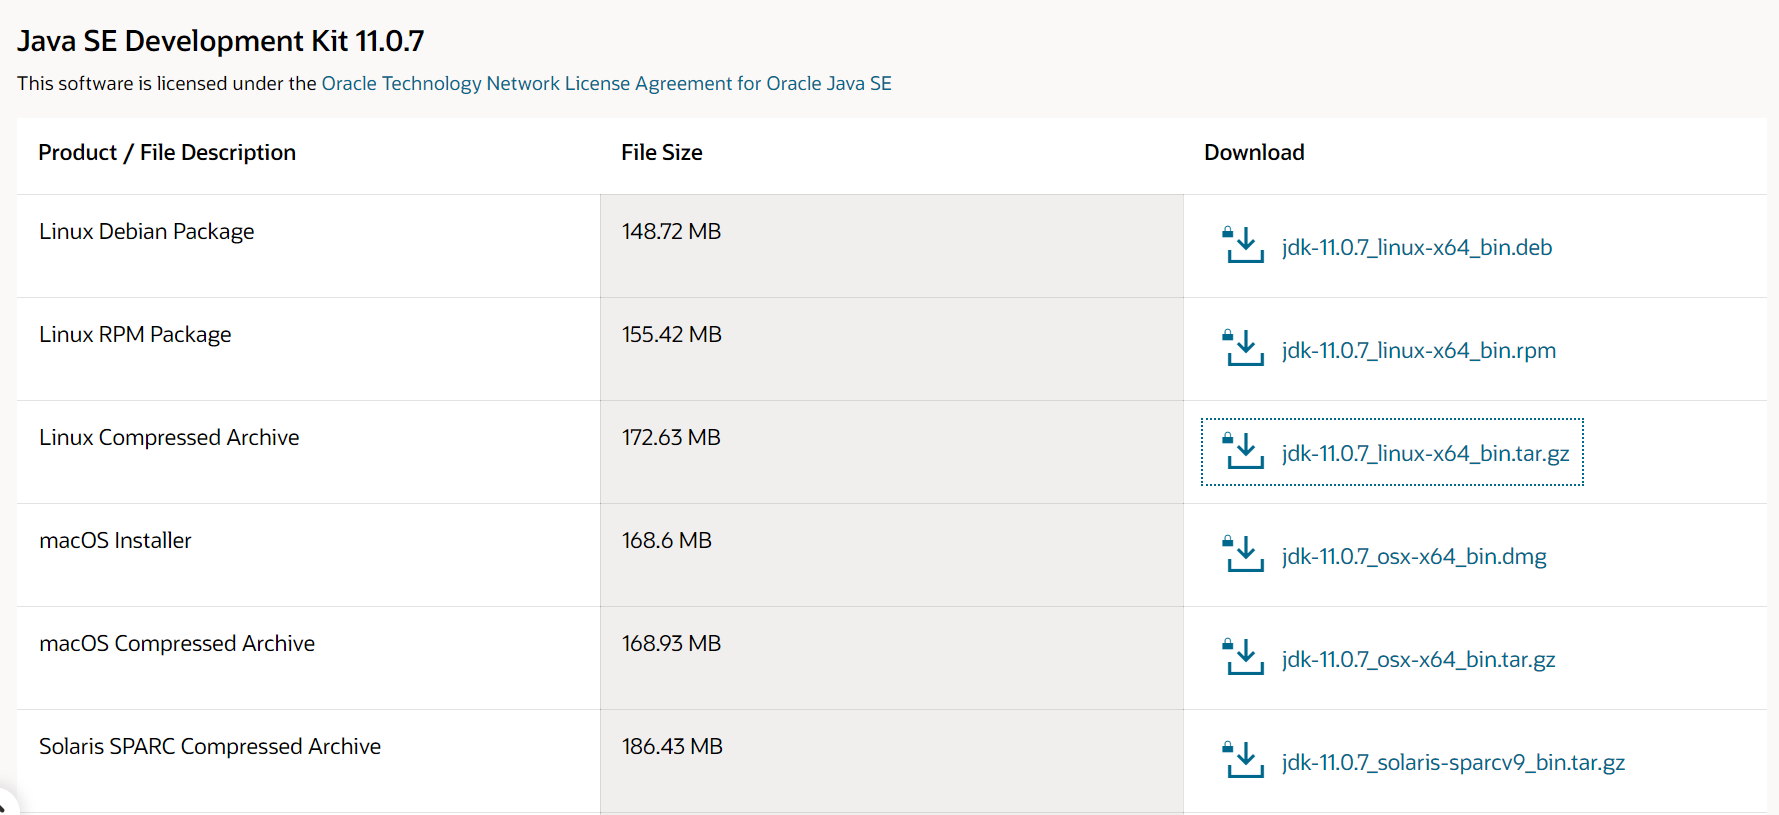 Java SE Development Kit 11.0.7
This software is licensed under the Oracle Technology Network License Agreement for Oracle Java SE
Product / File Description File Size Download
Linux Debian Package 148.72 MB jdk-11.0.7_linux-x64_bin.deb
Linux RPM Package 155.42 MB jdk-11.0.7_linux-x64_bin.rpm
Linux Compressed Archive 172.63 MB jdk-11.0.7_linux-x64_bin.tar.gz
macOS Installer 168.6 MB jdk-11.0.7_osx-x64_bin.dmg
macOS Compressed Archive 168.93 MB jdk-11.0.7_osx-x64_bin.tar.gz
Solaris SPARC Compressed Archive 186.43 MB jdk-11.0.7_solaris-sparcv9_bin.tar.gz